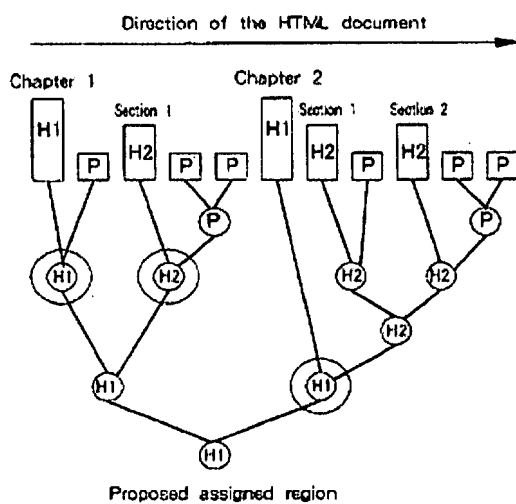 Direction of the HTML document
Chapter 1
Chapter 2
Section 1
Section 1
Section 2
H1
P
H2
P
P
H1
H2
P
H2
P
P
P
P
H1
H2
H2
H2
H2
H1
H1
H1
Proposed assigned region